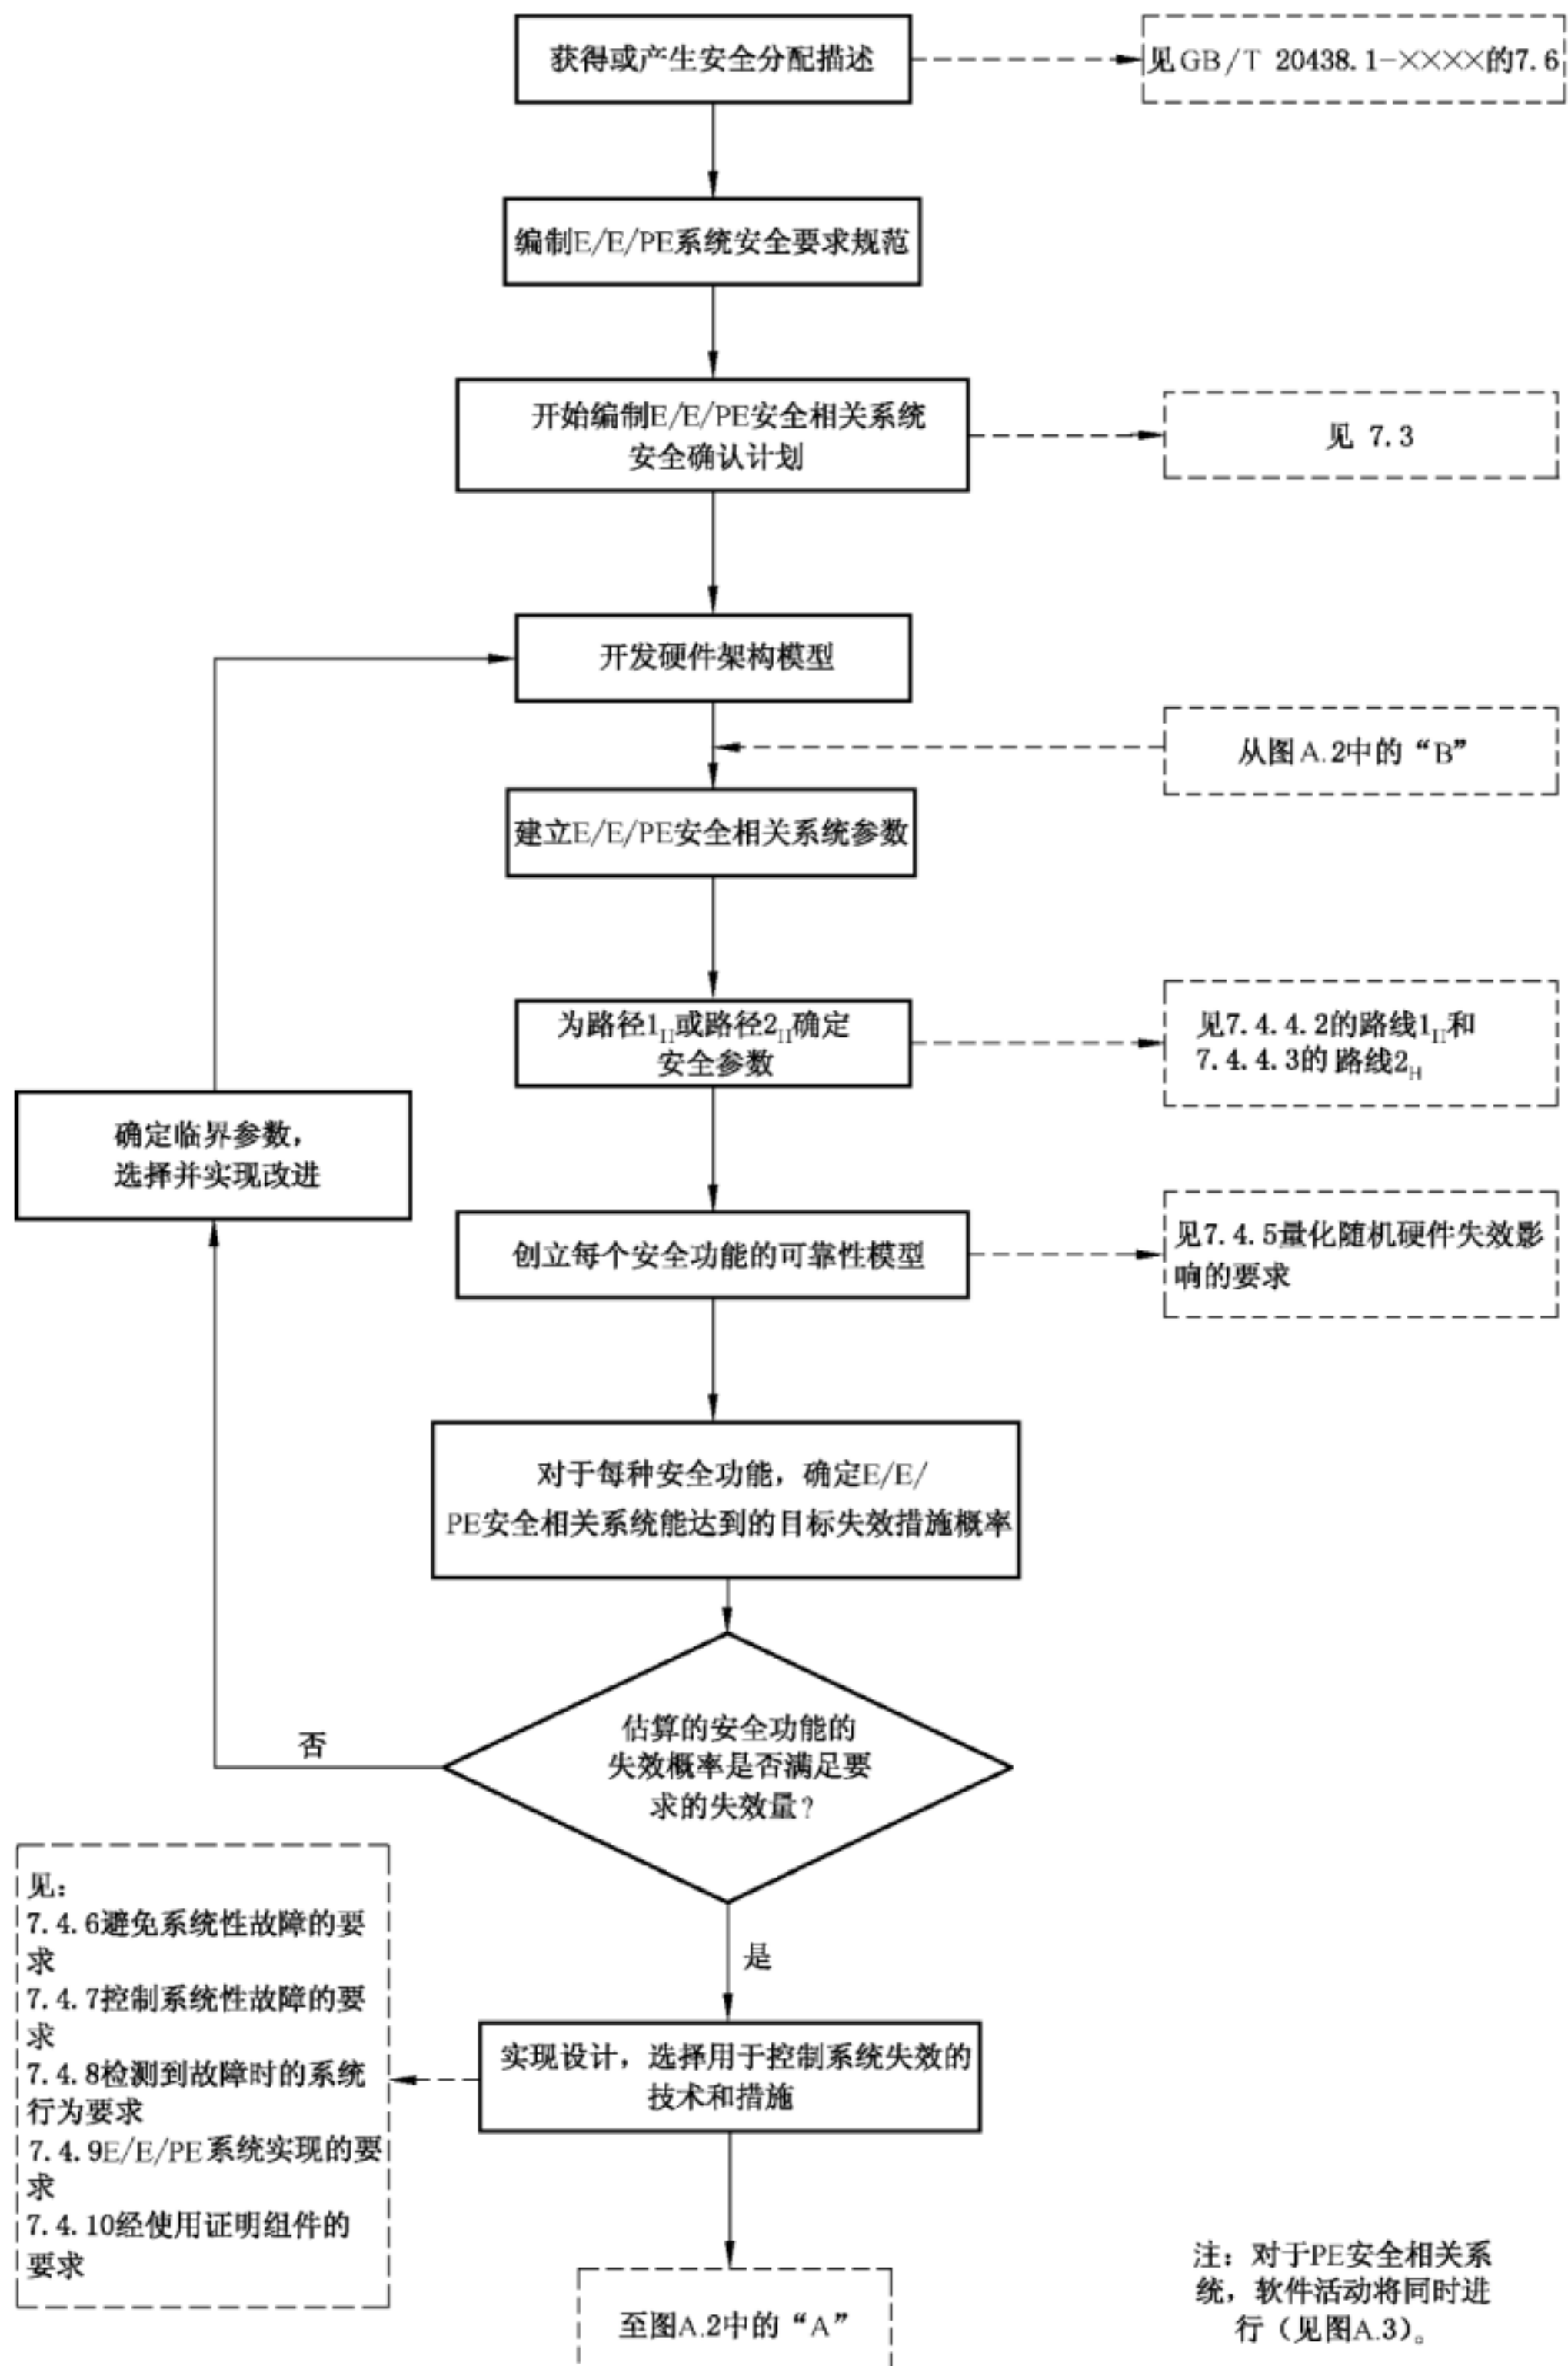 获得或产生安全分配描述
见GB/T 20438.1-××××的7.6
编制E/E/PE系统安全要求规范
开始编制E/E/PE安全相关系统
安全确认计划
见 7.3
开发硬件架构模型
从图A.2中的“B”
建立E/E/PE安全相关系统参数
为路径1H或路径2H确定
安全参数
见7.4.4.2的路线1H和
7.4.4.3的路线2H
确定临界参数，
选择并实现改进
创立每个安全功能的可靠性模型
见7.4.5量化随机硬件失效影
响的要求
对于每种安全功能，确定E/E/
PE安全相关系统能达到的目标失效措施概率
估算的安全功能的
失效概率是否满足要
求的失效量？
否
是
见：
7.4.6避免系统性故障的要
求
7.4.7控制系统性故障的要
求
7.4.8检测到故障时的系统
行为要求
7.4.9E/E/PE系统实现的要
求
7.4.10经使用证明组件的
要求
实现设计，选择用于控制系统失效的
技术和措施
至图A.2中的“A”
注：对于PE安全相关系
统，软件活动将同时进
行（见图A.3）。